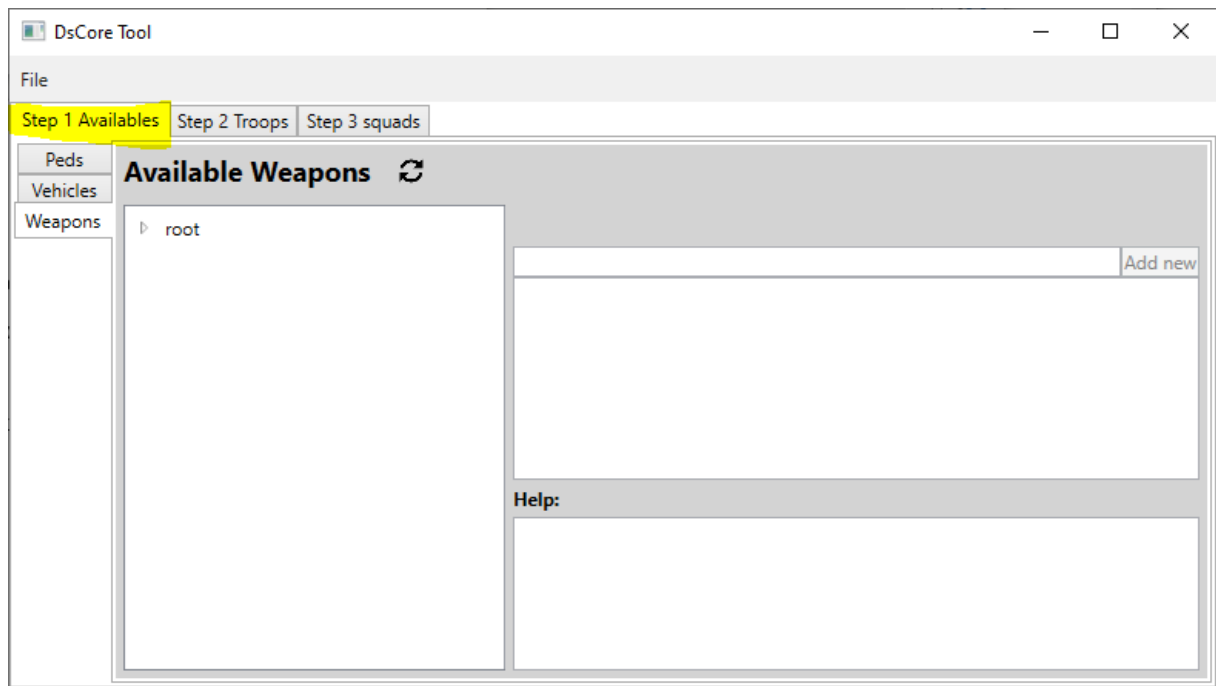 DsCore Tool
File
Step 1 Availables Step 2 Troops Step 3 squads
Peds
Vehicles
Weapons
Available Weapons
root
Add new
Help: